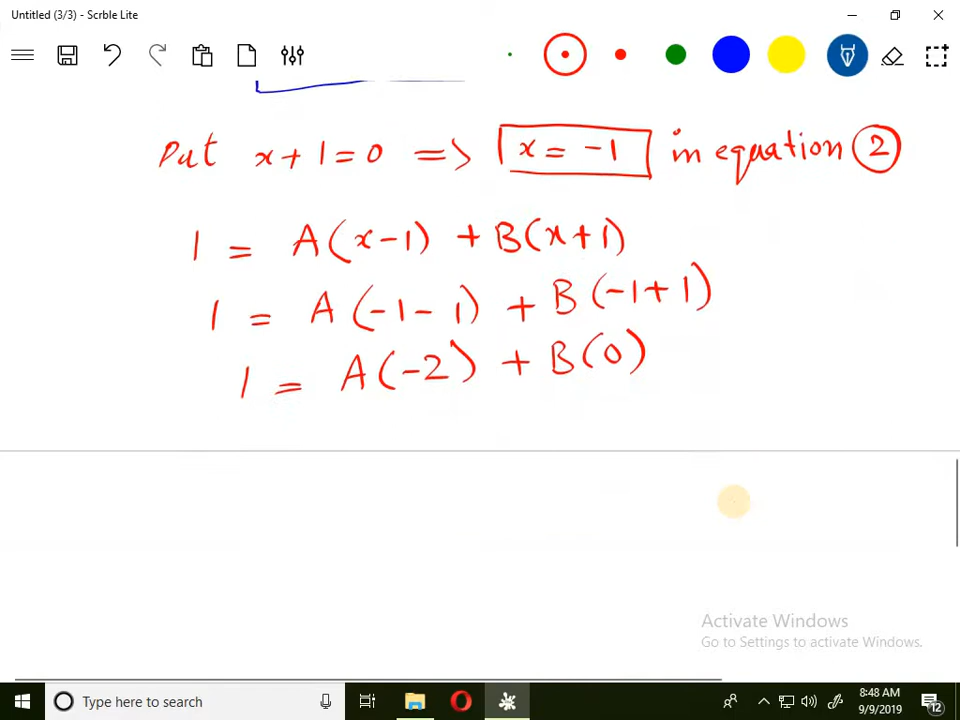 Untitled (3/3) - Scrble Lite
Put x + 1 = 0 => x = -1 in equation 2
1 = A(x-1) + B(x+1)
1 = A(-1-1) + B(-1+1)
1 = A(-2) + B(0)
Activate Windows
Go to Settings to activate Windows.
Type here to search
8:48 AM
9/9/2019
12